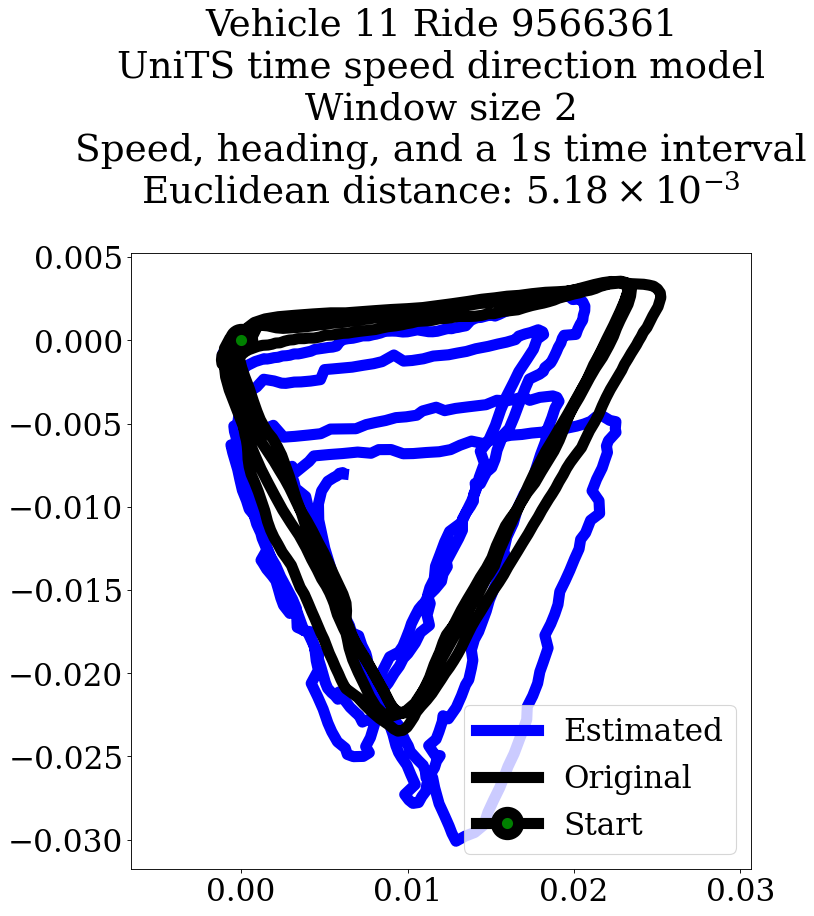 Vehicle 11 Ride 9566361
UniTS time speed direction model
Window size 2
Speed, heading, and a 1s time interval
Euclidean distance: 5.18 × 10⁻³
0.005
0.000
−0.005
−0.010
−0.015
−0.020
−0.025
−0.030
Estimated
Original
Start
0.00 0.01 0.02 0.03